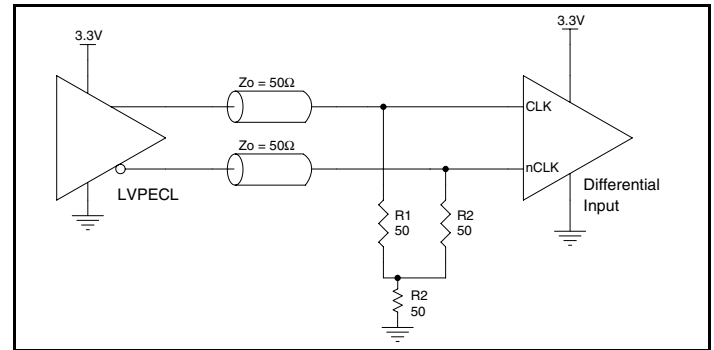 3.3V
3.3V
Zo = 50Ω
CLK
Zo = 50Ω
nCLK
LVPECL
Differential
Input
R1
50
R2
50
R2
50